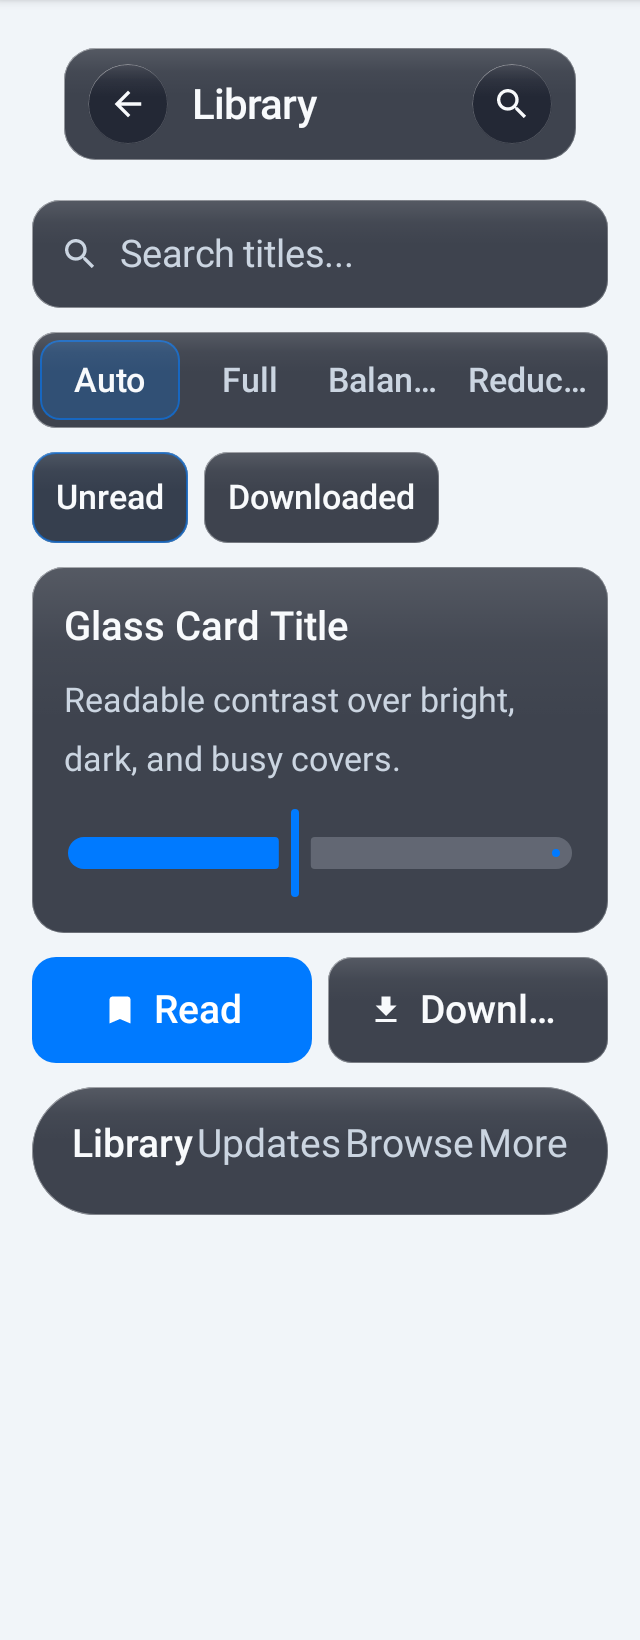 Library
Search titles...
Auto Full Balan... Reduc...
Unread Downloaded
Glass Card Title
Readable contrast over bright,
dark, and busy covers.
Read Downl...
Library Updates Browse More